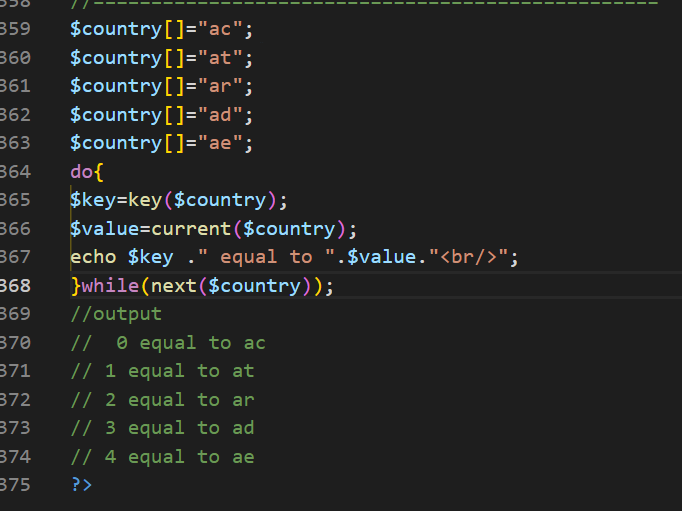 358 //-------------------------------------------------
359 $country[]="ac";
360 $country[]="at";
361 $country[]="ar";
362 $country[]="ad";
363 $country[]="ae";
364 do{
365 $key=key($country);
366 $value=current($country);
367 echo $key ." equal to ".$value."<br/>";
368 }while(next($country));
369 //output
370 //  0 equal to ac
371 // 1 equal to at
372 // 2 equal to ar
373 // 3 equal to ad
374 // 4 equal to ae
375 ?>